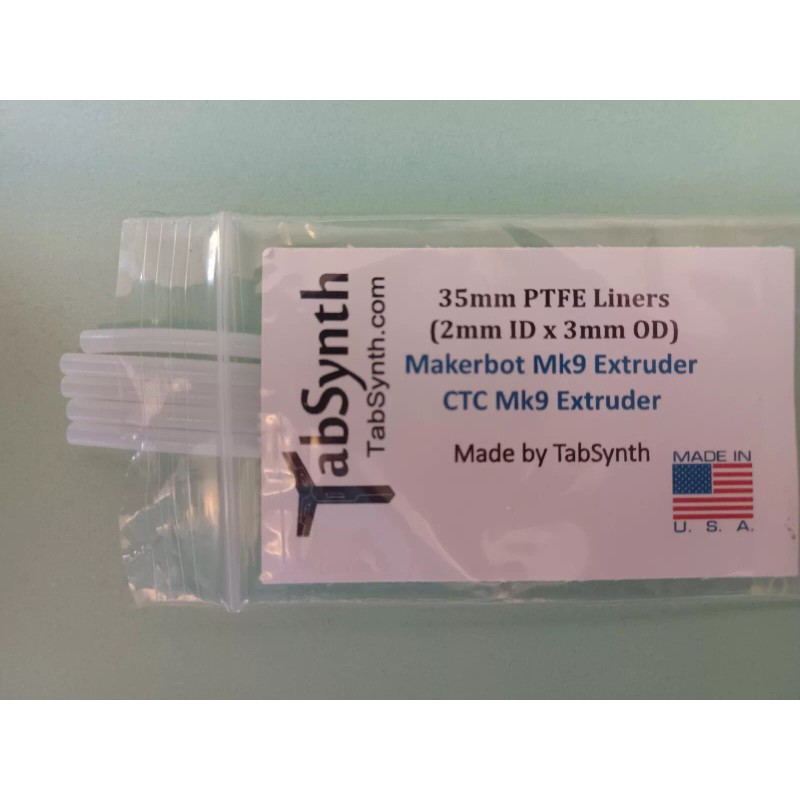 TabSynth
TabSynth.com
35mm PTFE Liners
(2mm ID x 3mm OD)
Makerbot Mk9 Extruder
CTC Mk9 Extruder
Made by TabSynth
MADE IN
U. S. A.